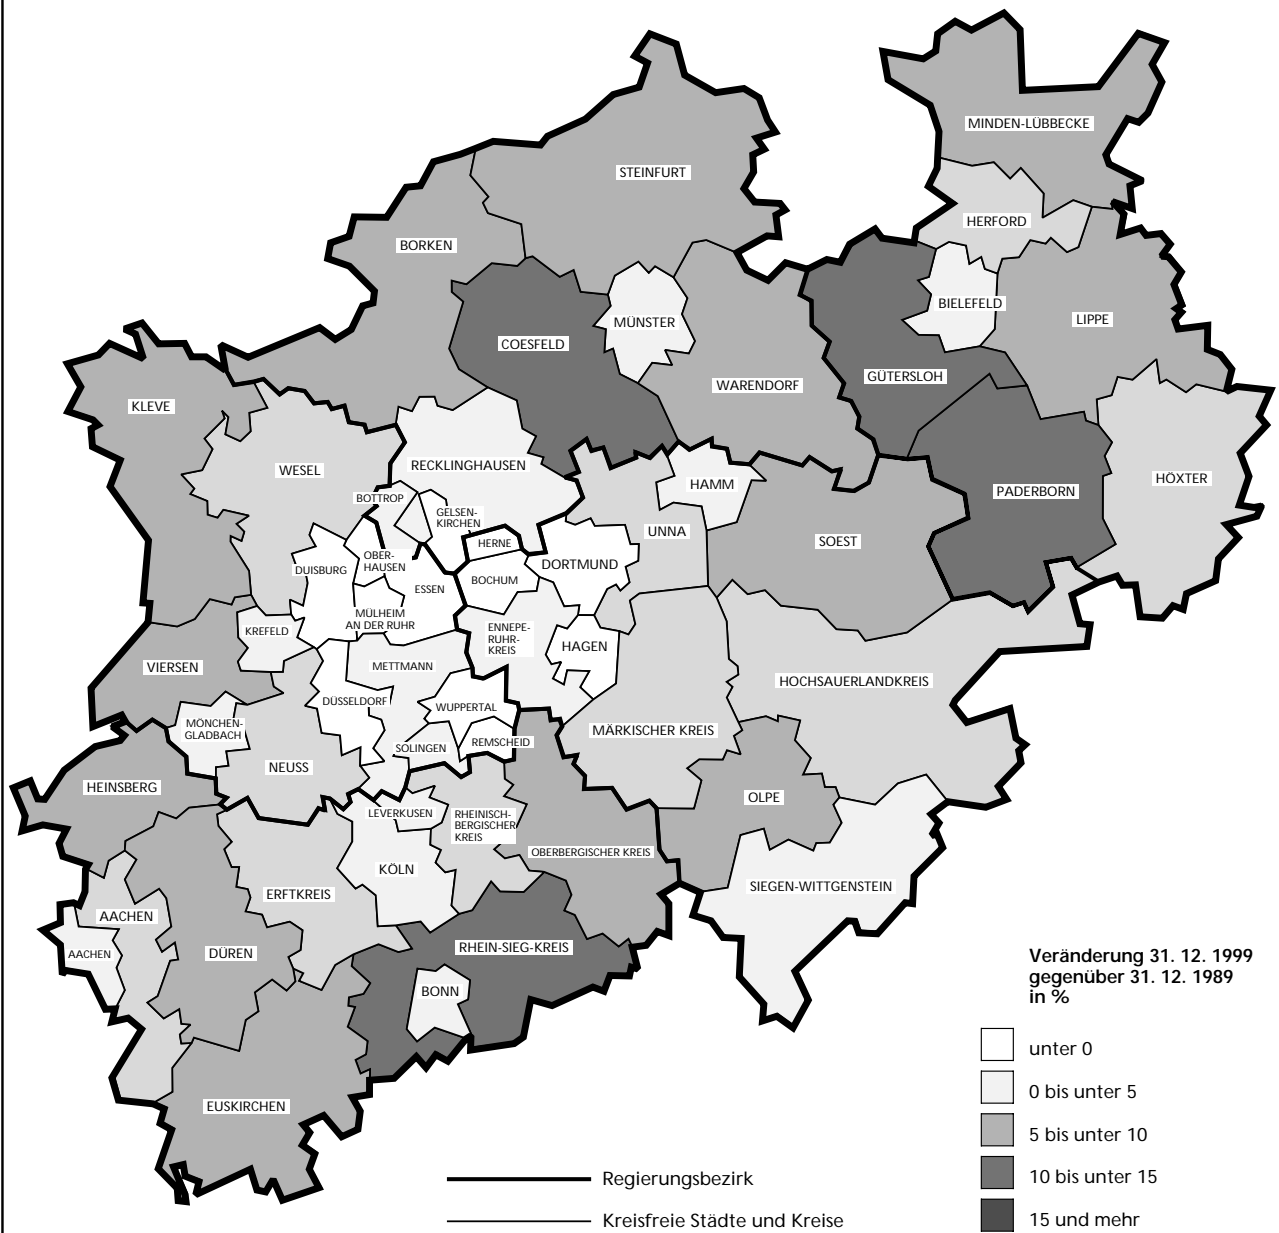 MINDEN-LÜBBECKE
STEINFURT
HERFORD
BORKEN
BIELEFELD
LIPPE
MÜNSTER
COESFELD
GÜTERSLOH
WARENDORF
KLEVE
RECKLINGHAUSEN
WESEL
HÖXTER
HAMM
PADERBORN
BOTTROP
GELSEN-
KIRCHEN
UNNA
SOEST
HERNE
OBER-
HAUSEN
DORTMUND
DUISBURG
BOCHUM
ESSEN
MÜLHEIM
AN DER RUHR
KREFELD
ENNEPE-
RUHR-
KREIS
HAGEN
VIERSEN
METTMANN
HOCHSAUERLANDKREIS
DÜSSELDORF
WUPPERTAL
MÖNCHEN-
GLADBACH
MÄRKISCHER KREIS
REMSCHEID
SOLINGEN
NEUSS
HEINSBERG
OLPE
LEVERKUSEN
RHEINISCH-
BERGISCHER
KREIS
OBERBERGISCHER KREIS
KÖLN
SIEGEN-WITTGENSTEIN
ERFTKREIS
AACHEN
RHEIN-SIEG-KREIS
DÜREN
AACHEN
BONN
EUSKIRCHEN
Veränderung 31. 12. 1999
gegenüber 31. 12. 1989
in %
unter 0
0 bis unter 5
5 bis unter 10
10 bis unter 15
15 und mehr
Regierungsbezirk
Kreisfreie Städte und Kreise